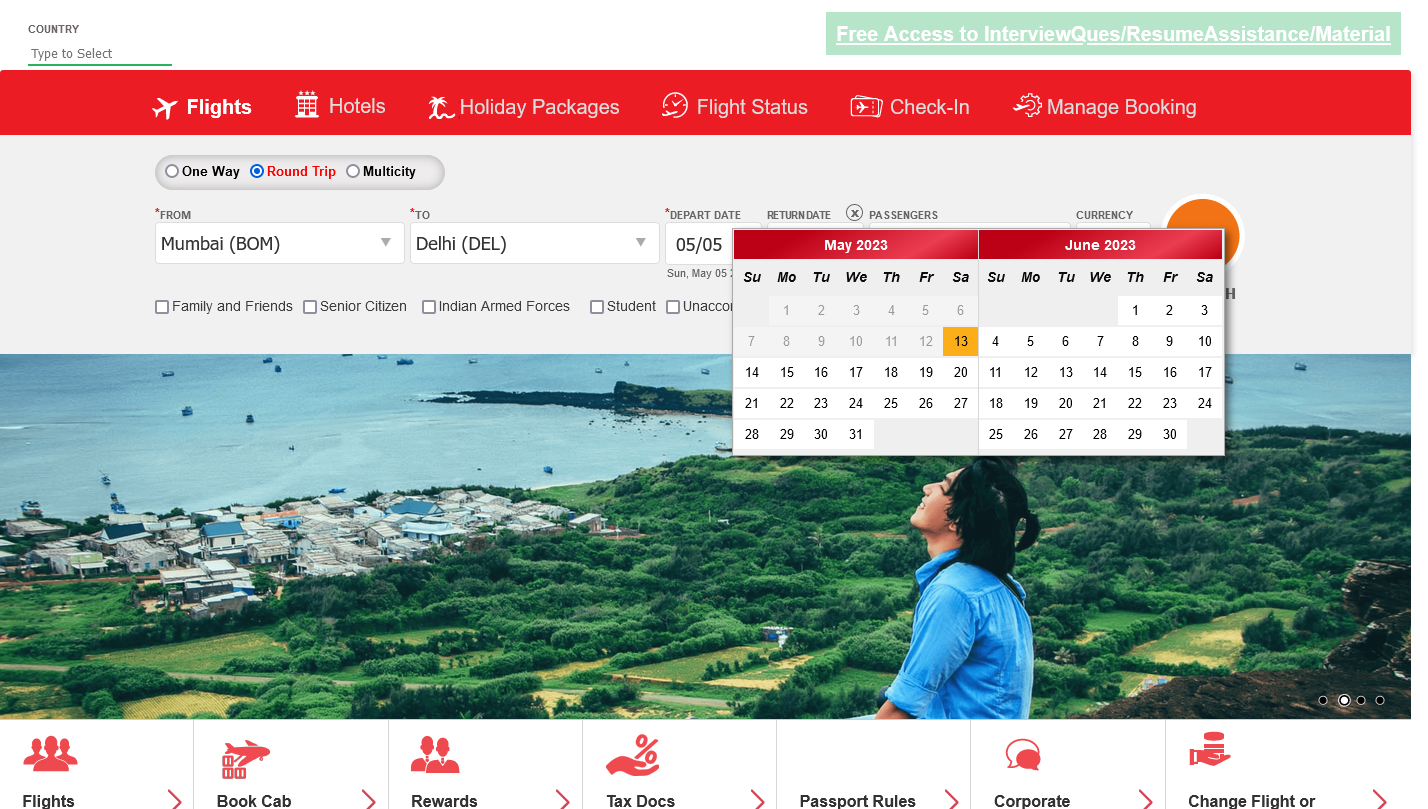 COUNTRY
Type to Select
Free Access to InterviewQues/ResumeAssistance/Material
Flights
Hotels
Holiday Packages
Flight Status
Check-In
Manage Booking
One Way
Round Trip
Multicity
*FROM
*TO
*DEPART DATE
RETURN DATE
x
PASSENGERS
CURRENCY
Mumbai (BOM)
Delhi (DEL)
05/05
Sun, May 05 2
H
Family and Friends
Senior Citizen
Indian Armed Forces
Student
Unaccor
May 2023
June 2023
Su Mo Tu We Th Fr Sa Su Mo Tu We Th Fr Sa
1 2 3 4 5 6 1 2 3
7 8 9 10 11 12 13 4 5 6 7 8 9 10
14 15 16 17 18 19 20 11 12 13 14 15 16 17
21 22 23 24 25 26 27 18 19 20 21 22 23 24
28 29 30 31 25 26 27 28 29 30
Flights
Book Cab
Rewards
Tax Docs
Passport Rules
Corporate
Change Flight or